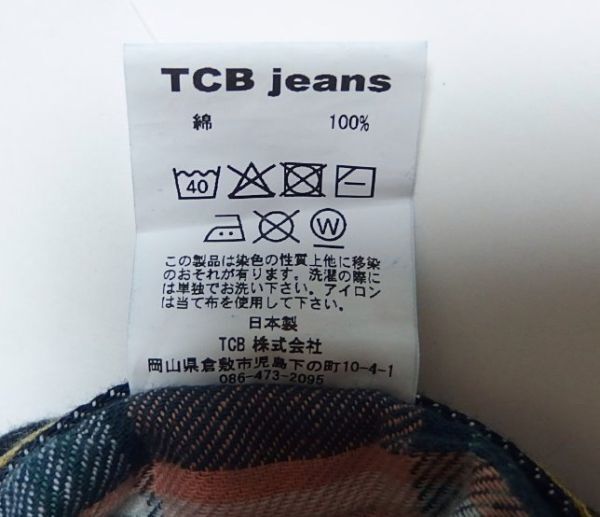 TCB jeans
綿 100%
40
W
この製品は染色の性質上他に移染
のおそれが有ります。洗濯の際に
は単独でお洗い下さい。アイロン
は当て布を使用して下さい。
日本製
TCB 株式会社
岡山県倉敷市児島下の町10-4-1
086-473-2095